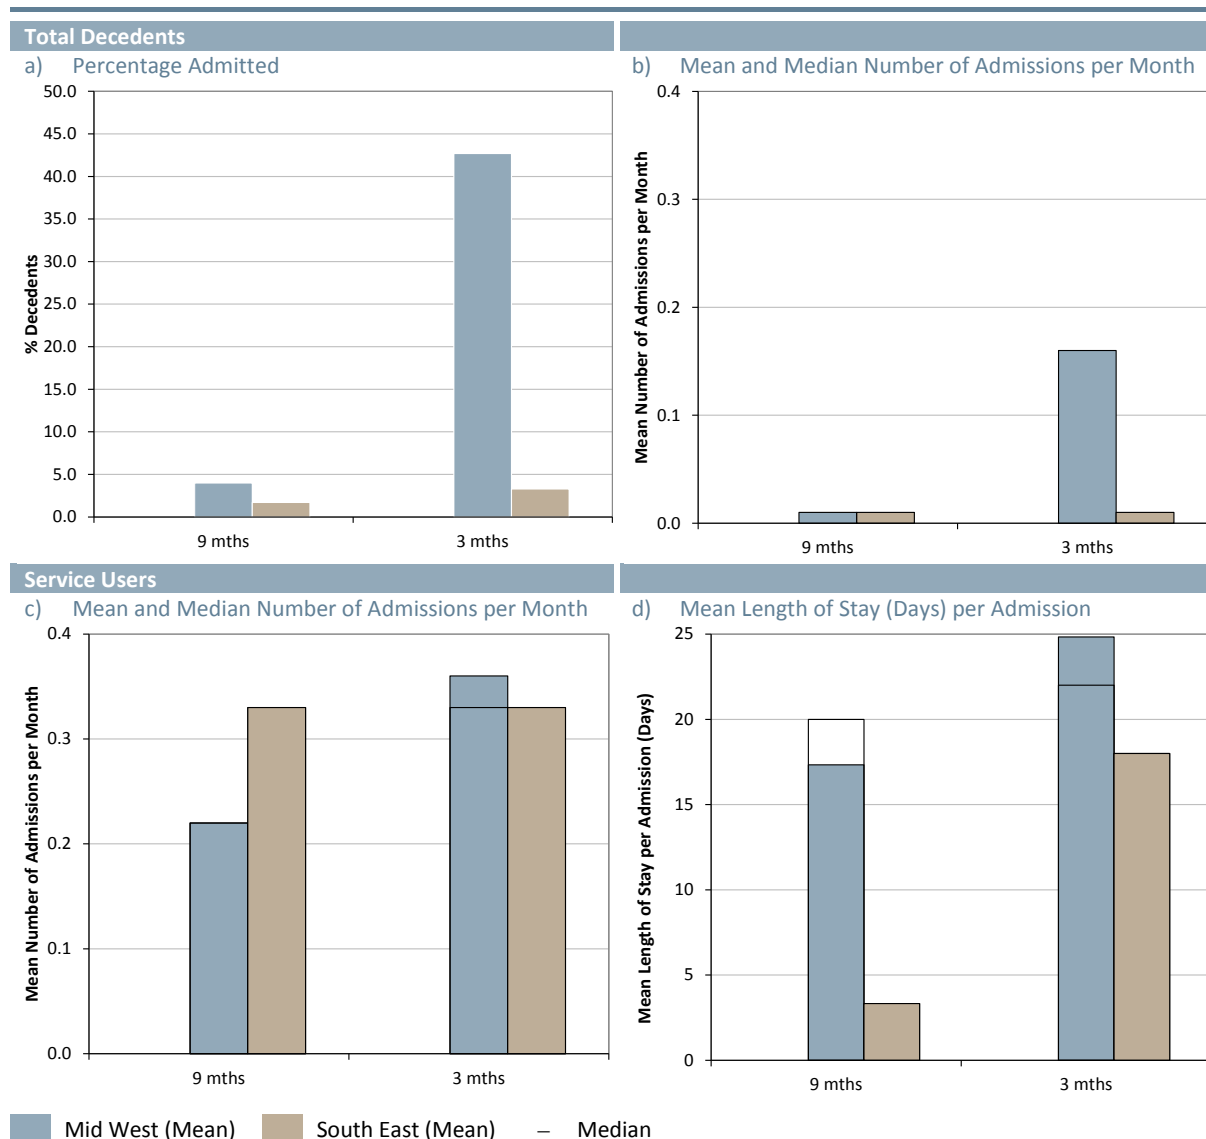 Total Decedents
a) Percentage Admitted
50.0
45.0
40.0
35.0
30.0
25.0
20.0
15.0
10.0
5.0
0.0
% Decedents
9 mths
3 mths
b) Mean and Median Number of Admissions per Month
0.4
0.3
0.2
0.1
0.0
Mean Number of Admissions per Month
9 mths
3 mths
Service Users
c) Mean and Median Number of Admissions per Month
0.4
0.3
0.2
0.1
0.0
Mean Number of Admissions per Month
9 mths
3 mths
d) Mean Length of Stay (Days) per Admission
25
20
15
10
5
0
Mean Length of Stay per Admission (Days)
9 mths
3 mths
Mid West (Mean) South East (Mean) – Median